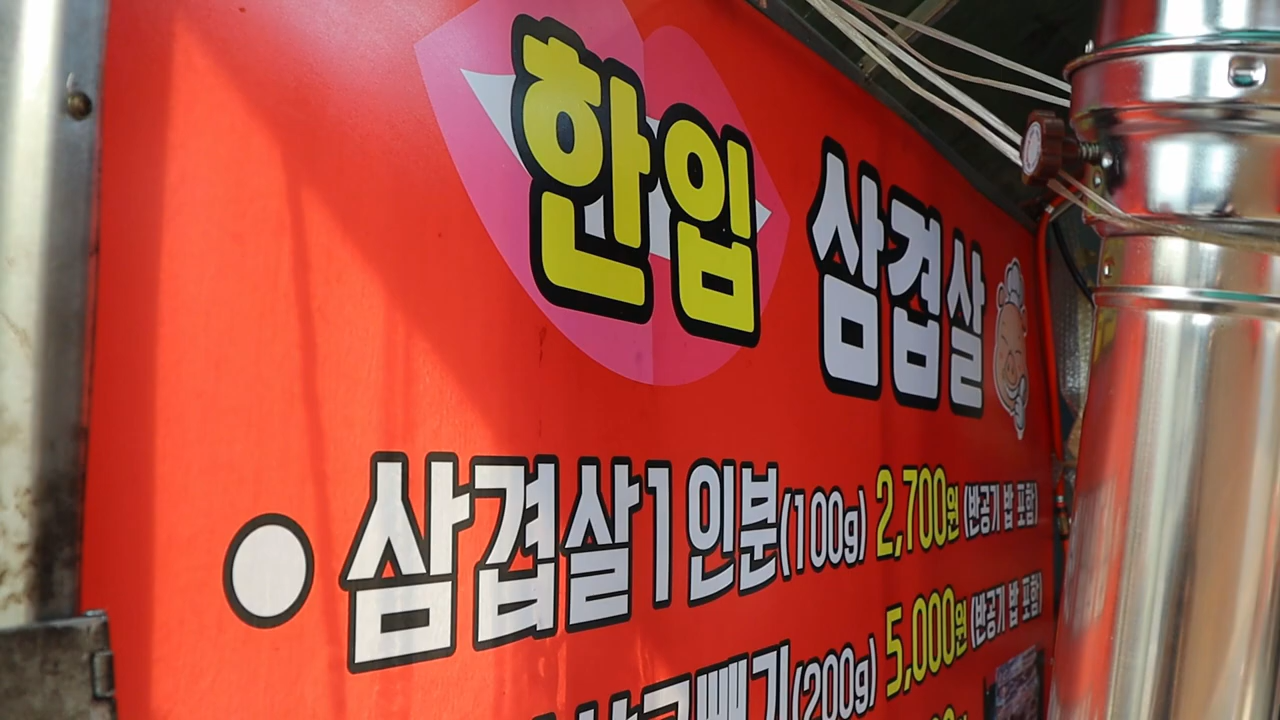 한입 삼겹살
● 삼겹살 1인분(100g) 2,700원 (반공기 밥 포함)
(200g) 5,000원 (반공기 밥 포함)